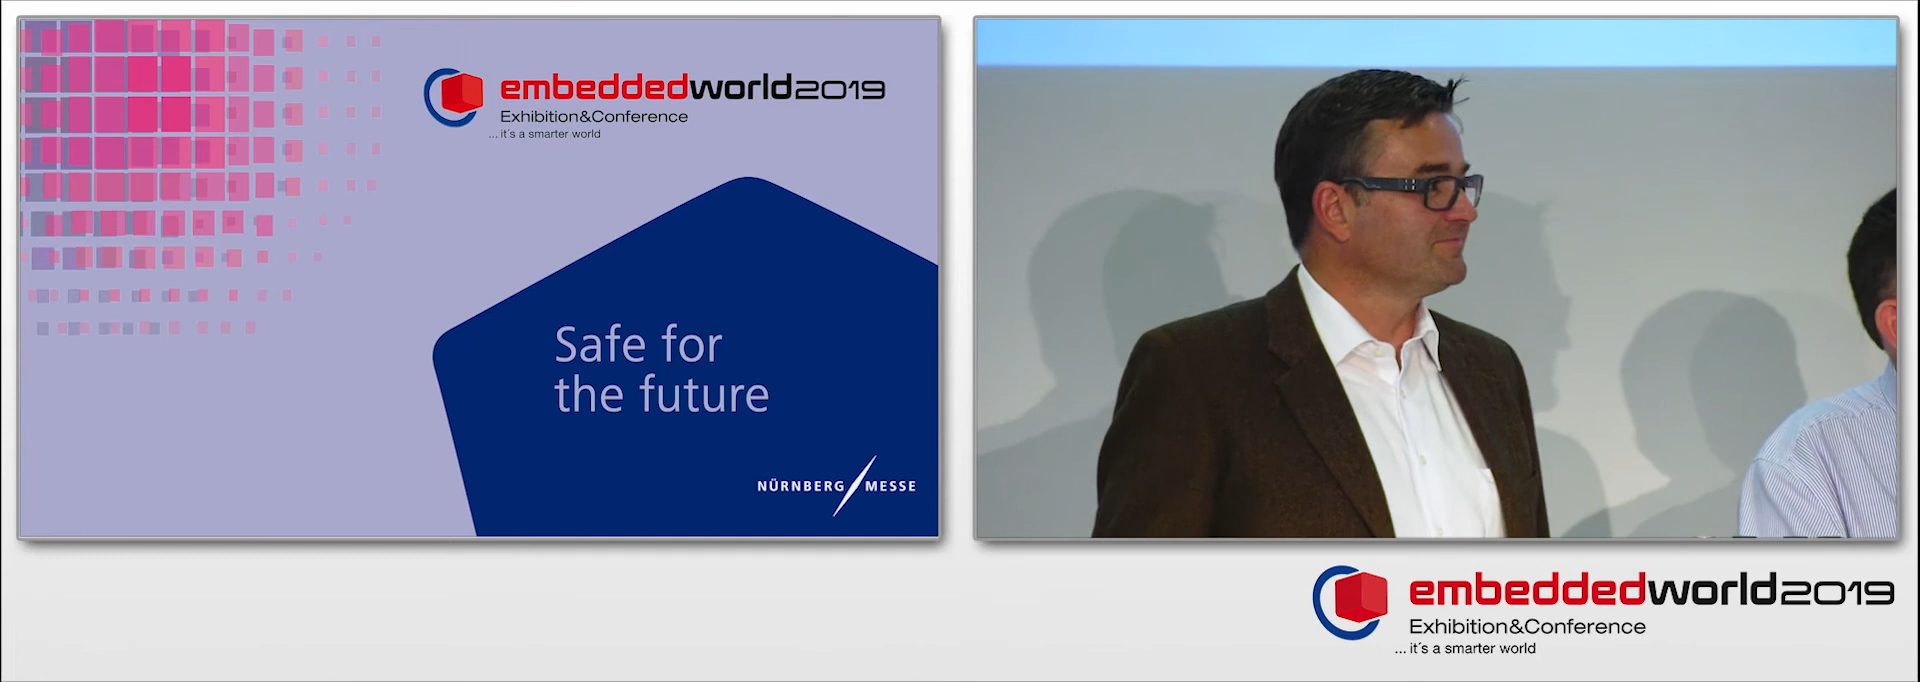 embeddedworld2019
Exhibition&Conference
... it´s a smarter world
Safe for
the future
NÜRNBERG MESSE
embeddedworld2019
Exhibition&Conference
... it´s a smarter world